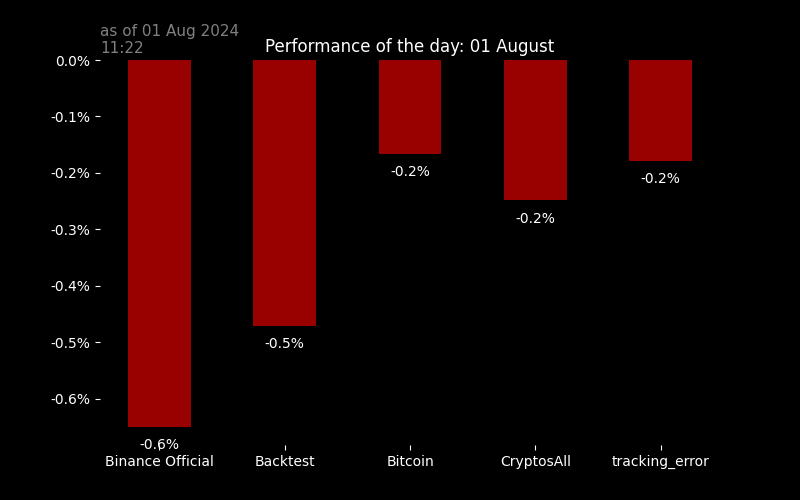 as of 01 Aug 2024
11:22
Performance of the day: 01 August
0.0%
-0.1%
-0.2%
-0.3%
-0.4%
-0.5%
-0.6%
-0.6%
-0.5%
-0.2%
-0.2%
-0.2%
Binance Official
Backtest
Bitcoin
CryptosAll
tracking_error